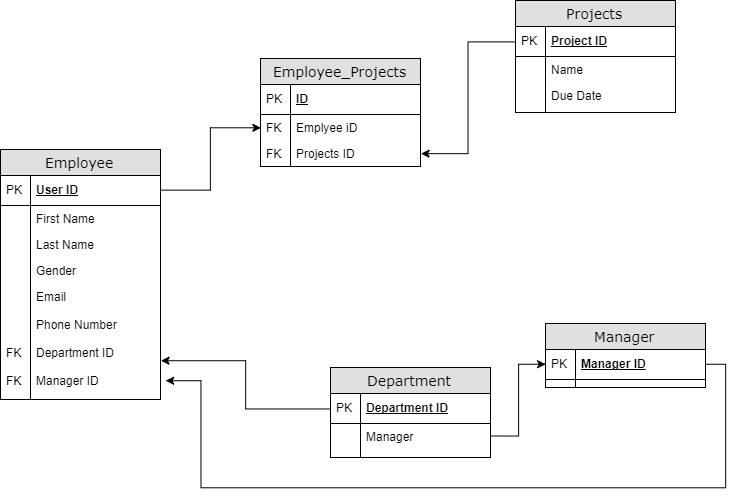 Projects
PK Project ID
Name
Due Date
Employee_Projects
PK ID
FK Emplyee iD
FK Projects ID
Employee
PK User ID
First Name
Last Name
Gender
Email
Phone Number
FK Department ID
FK Manager ID
Manager
PK Manager ID
Department
PK Department ID
Manager